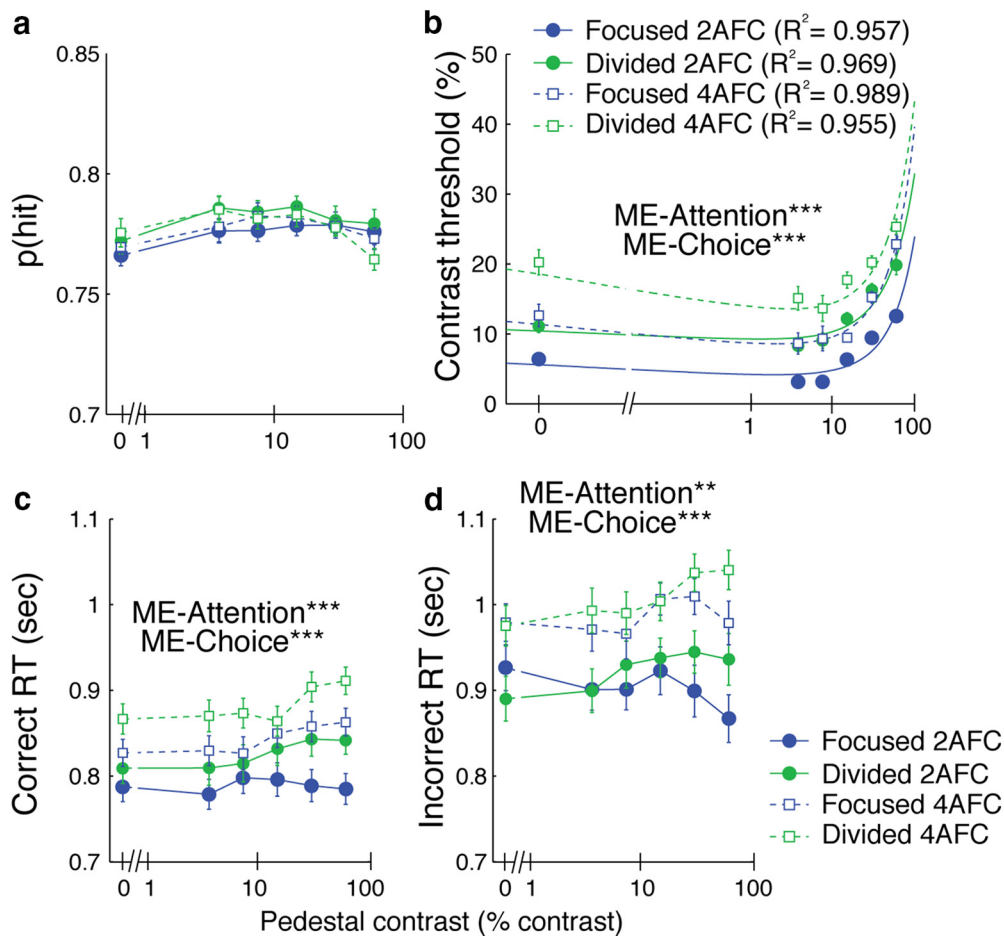 a
0.85
0.8
0.75
0.7
p(hit)
0 1 10 100
b
Focused 2AFC (R²= 0.957)
Divided 2AFC (R²= 0.969)
Focused 4AFC (R²= 0.989)
Divided 4AFC (R²= 0.955)
50
40
30
20
10
0
Contrast threshold (%)
ME-Attention***
ME-Choice***
0 1 10 100
c
1.1
1
0.9
0.8
0.7
Correct RT (sec)
ME-Attention***
ME-Choice***
0 1 10 100
d
ME-Attention**
ME-Choice***
1.1
1
0.9
0.8
0.7
Incorrect RT (sec)
0 1 10 100
Focused 2AFC
Divided 2AFC
Focused 4AFC
Divided 4AFC
Pedestal contrast (% contrast)